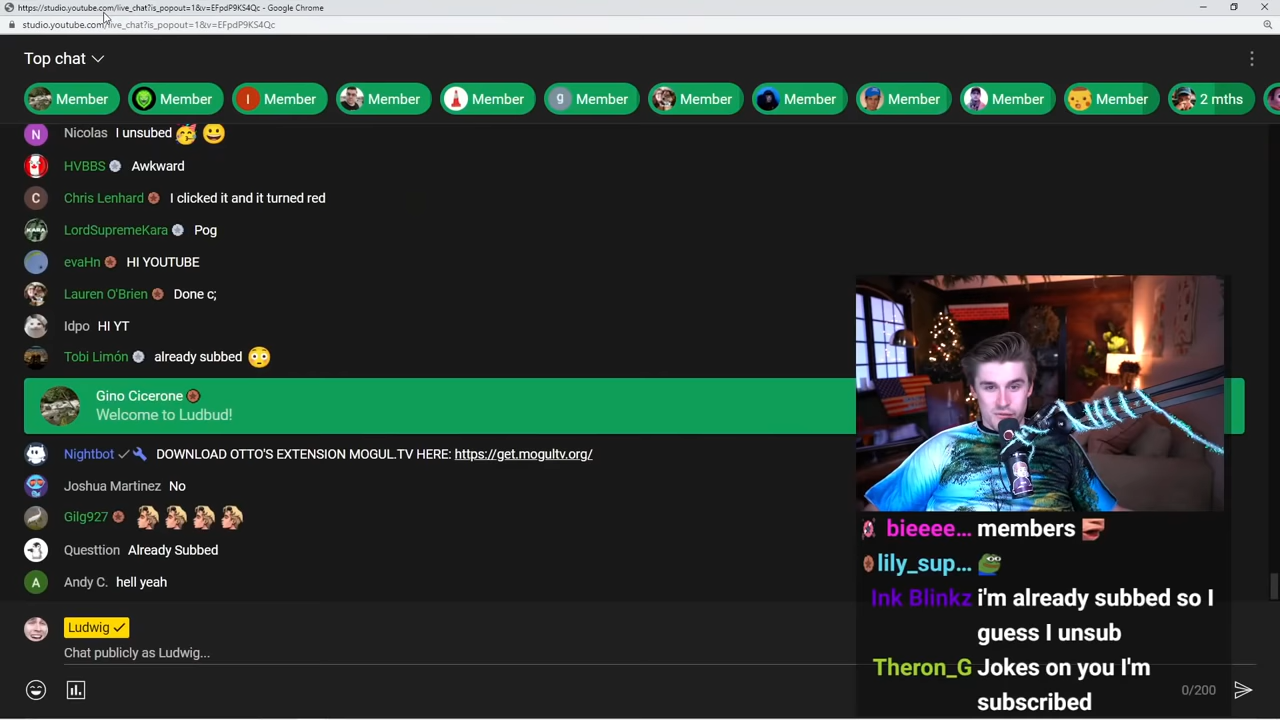 https://studio.youtube.com/live_chat?is_popout=1&v=EFpdP9KS4Qc - Google Chrome
studio.youtube.com/live_chat?is_popout=1&v=EFpdP9KS4Qc
Top chat
Member Member I Member Member Member g Member Member Member Member Member Member 2 mths
N Nicolas I unsubed
HVBBS Awkward
C Chris Lenhard I clicked it and it turned red
LordSupremeKara Pog
evaHn HI YOUTUBE
Lauren O'Brien Done c;
Idpo HI YT
Tobi Limón already subbed
Gino Cicerone
Welcome to Ludbud!
Nightbot DOWNLOAD OTTO'S EXTENSION MOGUL.TV HERE: https://get.mogultv.org/
Joshua Martinez No
Gilg927
Questtion Already Subbed
A Andy C. hell yeah
Ludwig
Chat publicly as Ludwig...
0/200
bieeee... members
lily_sup...
Ink Blinkz i'm already subbed so I
guess I unsub
Theron_G Jokes on you I'm
subscribed